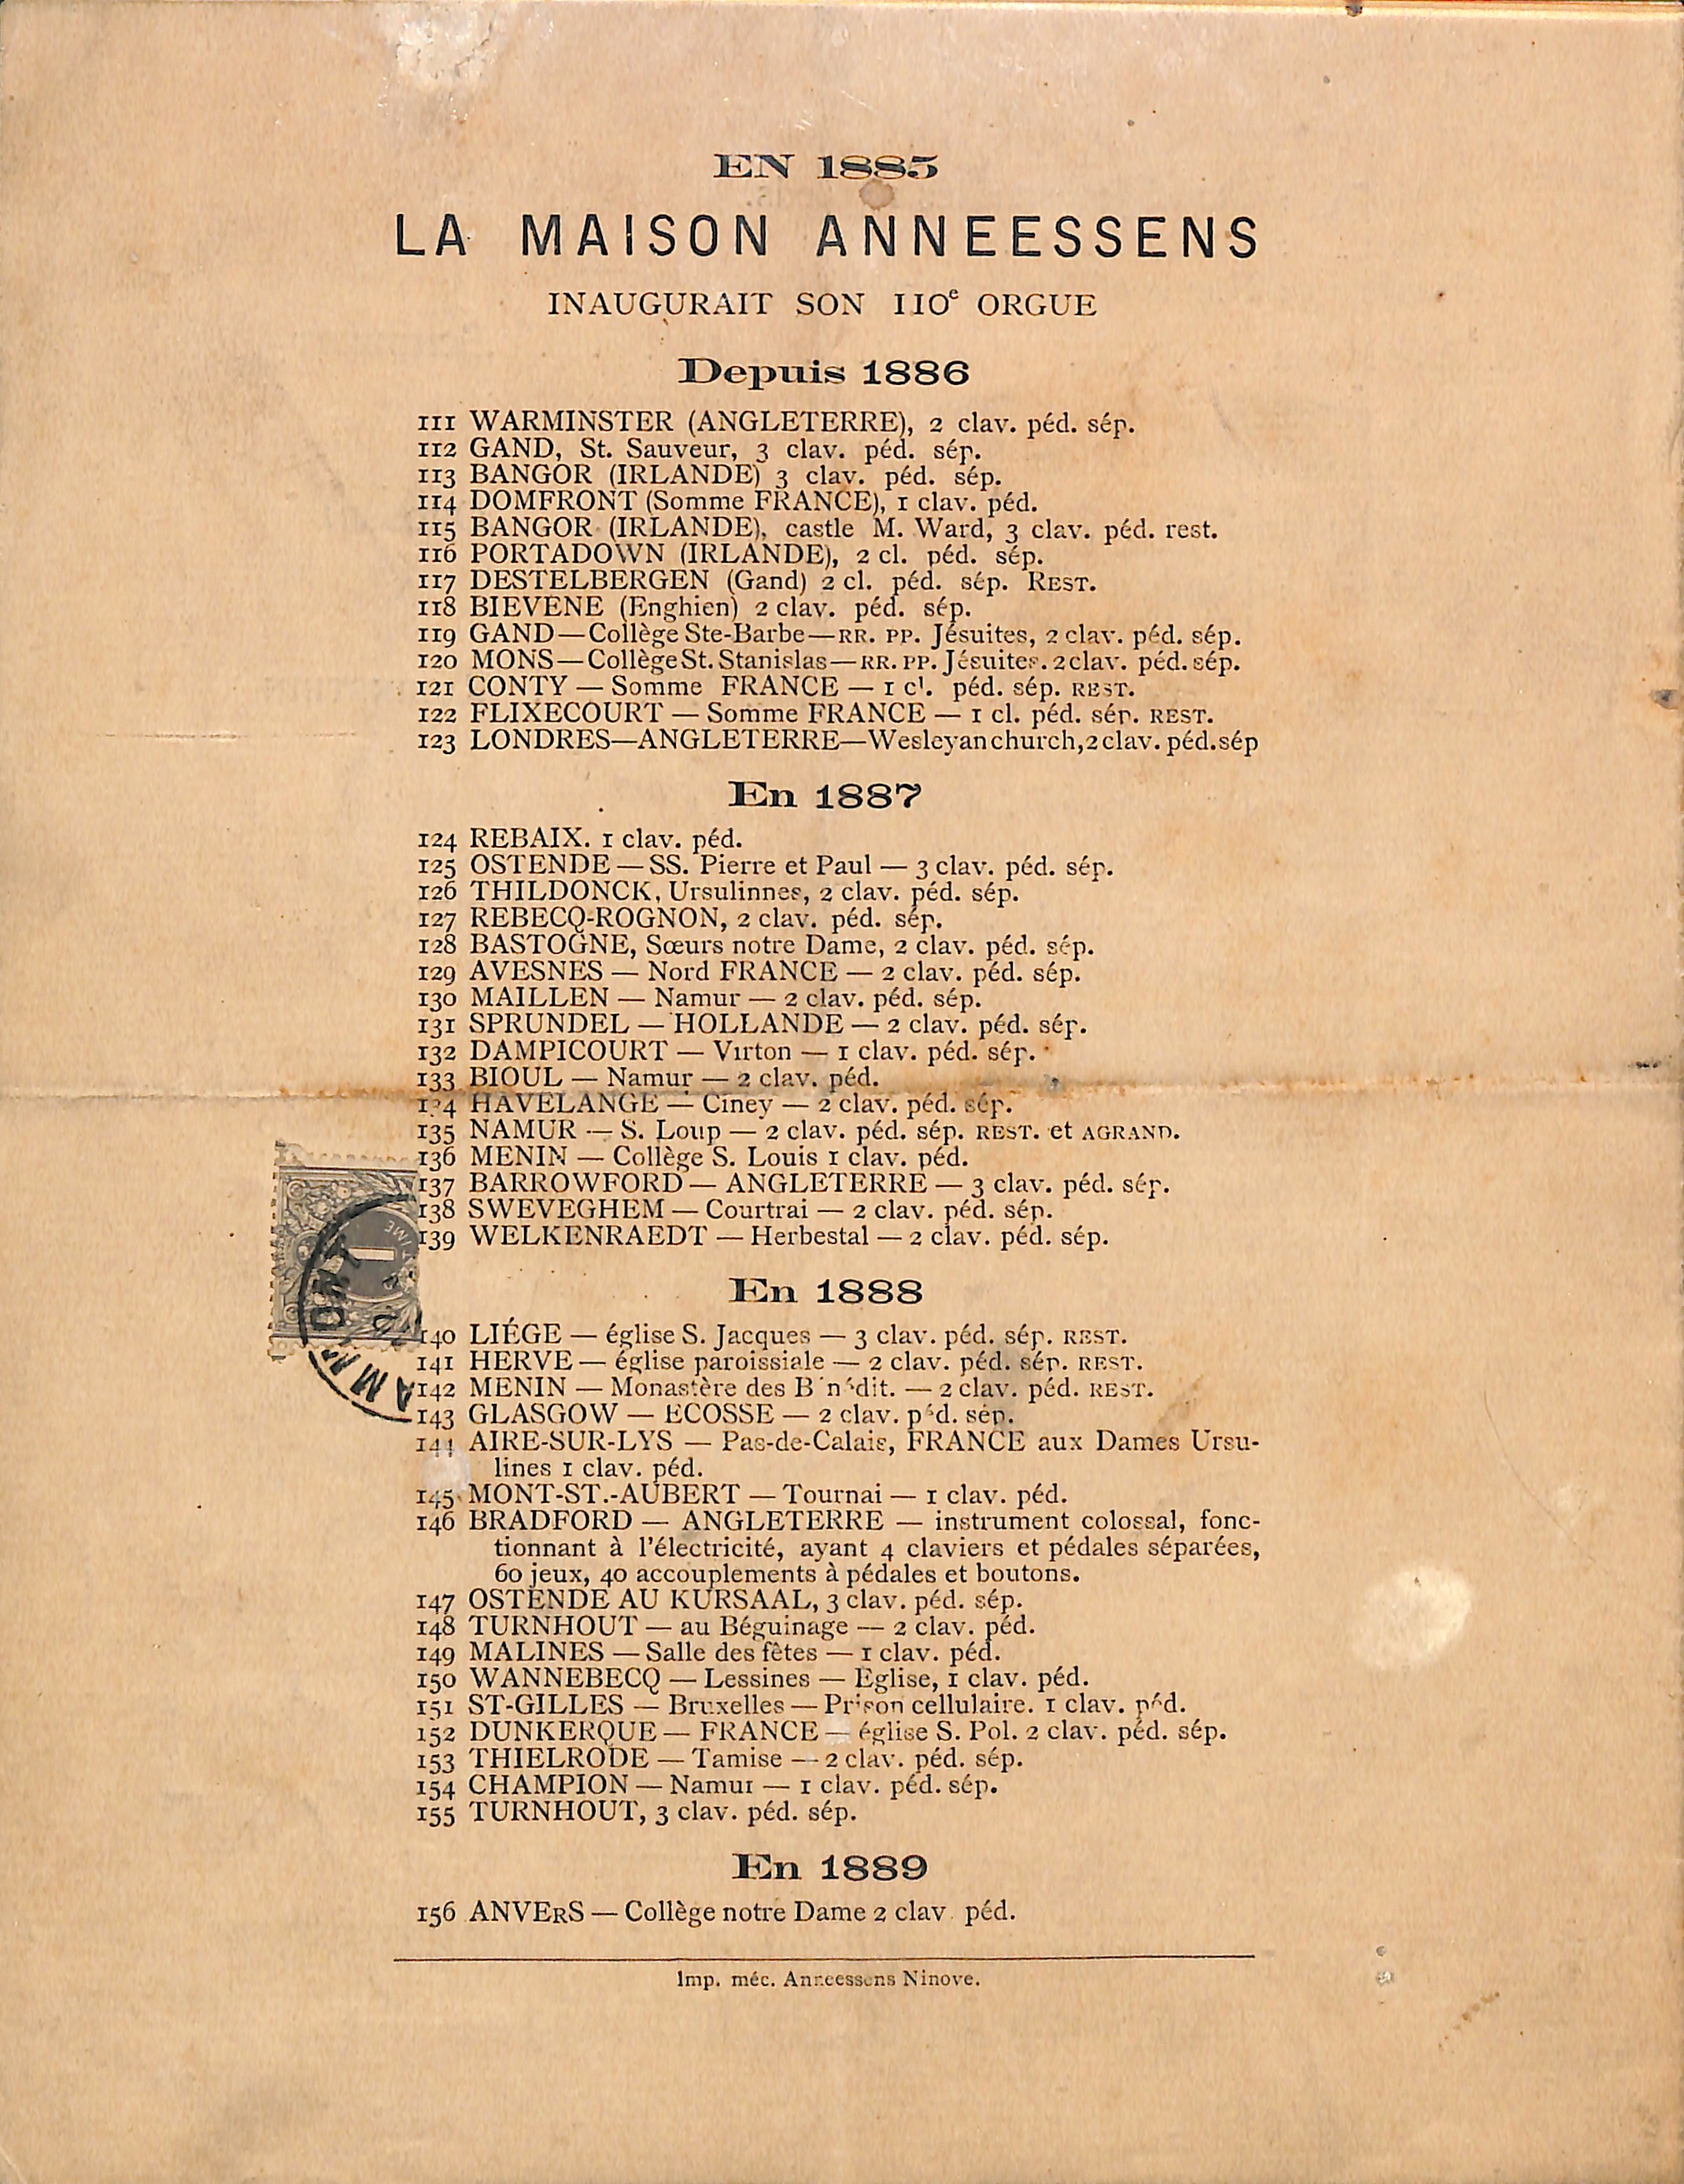 EN 1885
LA MAISON ANNEESSENS
INAUGURAIT SON 110e ORGUE
Depuis 1886
111 WARMINSTER (ANGLETERRE), 2 clav. péd. sép.
112 GAND, St. Sauveur, 3 clav. péd. sép.
113 BANGOR (IRLANDE) 3 clav. péd. sép.
114 DOMFRONT (Somme FRANCE), 1 clav. péd.
115 BANGOR (IRLANDE), castle M. Ward, 3 clav. péd. rest.
116 PORTADOWN (IRLANDE), 2 cl. péd. sép.
117 DESTELBERGEN (Gand) 2 cl. péd. sép. REST.
118 BIEVENE (Enghien) 2 clav. péd. sép.
119 GAND—Collège Ste-Barbe—RR. PP. Jésuites, 2 clav. péd. sép.
120 MONS—Collège St. Stanislas—RR. PP. Jésuites. 2 clav. péd. sép.
121 CONTY — Somme FRANCE — 1 cl. péd. sép. REST.
122 FLIXECOURT — Somme FRANCE — 1 cl. péd. sép. REST.
123 LONDRES—ANGLETERRE—Wesleyan church, 2 clav. péd. sép
En 1887
124 REBAIX. 1 clav. péd.
125 OSTENDE — SS. Pierre et Paul — 3 clav. péd. sép.
126 THILDONCK, Ursulinnes, 2 clav. péd. sép.
127 REBECQ-ROGNON, 2 clav. péd. sép.
128 BASTOGNE, Sœurs notre Dame, 2 clav. péd. sép.
129 AVESNES — Nord FRANCE — 2 clav. péd. sép.
130 MAILLEN — Namur — 2 clav. péd. sép.
131 SPRUNDEL — HOLLANDE — 2 clav. péd. sép.
132 DAMPICOURT — Virton — 1 clav. péd. sép.
133 BIOUL — Namur — 2 clav. péd.
134 HAVELANGE — Ciney — 2 clav. péd. sép.
135 NAMUR — S. Loup — 2 clav. péd. sép. REST. et AGRAND.
136 MENIN — Collège S. Louis 1 clav. péd.
137 BARROWFORD — ANGLETERRE — 3 clav. péd. sép.
138 SWEVEGHEM — Courtrai — 2 clav. péd. sép.
139 WELKENRAEDT — Herbestal — 2 clav. péd. sép.
En 1888
140 LIÉGE — église S. Jacques — 3 clav. péd. sép. REST.
141 HERVE — église paroissiale — 2 clav. péd. sép. REST.
142 MENIN — Monastère des Bénédit. — 2 clav. péd. REST.
143 GLASGOW — ECOSSE — 2 clav. péd. sép.
144 AIRE-SUR-LYS — Pas-de-Calais, FRANCE aux Dames Ursu-
lines 1 clav. péd.
145 MONT-ST.-AUBERT — Tournai — 1 clav. péd.
146 BRADFORD — ANGLETERRE — instrument colossal, fonc-
tionnant à l'électricité, ayant 4 claviers et pédales séparées,
60 jeux, 40 accouplements à pédales et boutons.
147 OSTENDE AU KURSAAL, 3 clav. péd. sép.
148 TURNHOUT — au Béguinage — 2 clav. péd.
149 MALINES — Salle des fêtes — 1 clav. péd.
150 WANNEBECQ — Lessines — Eglise, 1 clav. péd.
151 ST-GILLES — Bruxelles — Prison cellulaire. 1 clav. péd.
152 DUNKERQUE — FRANCE — église S. Pol. 2 clav. péd. sép.
153 THIELRODE — Tamise — 2 clav. péd. sép.
154 CHAMPION — Namur — 1 clav. péd. sép.
155 TURNHOUT, 3 clav. péd. sép.
En 1889
156 ANVERS — Collège notre Dame 2 clav. péd.
Imp. méc. Anneessens Ninove.